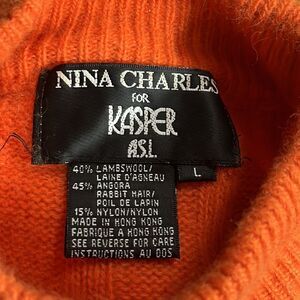 NINA CHARLES
FOR
KASPER
A.S.L.
40% LAMBSWOOL/
LAINE D'AGNEAU
45% ANGORA
RABBIT HAIR/
POIL DE LAPIN
15% NYLON/NYLON
MADE IN HONG KONG
FABRIQUE A HONG KONG
SEE REVERSE FOR CARE
INSTRUCTIONS AU DOS
L